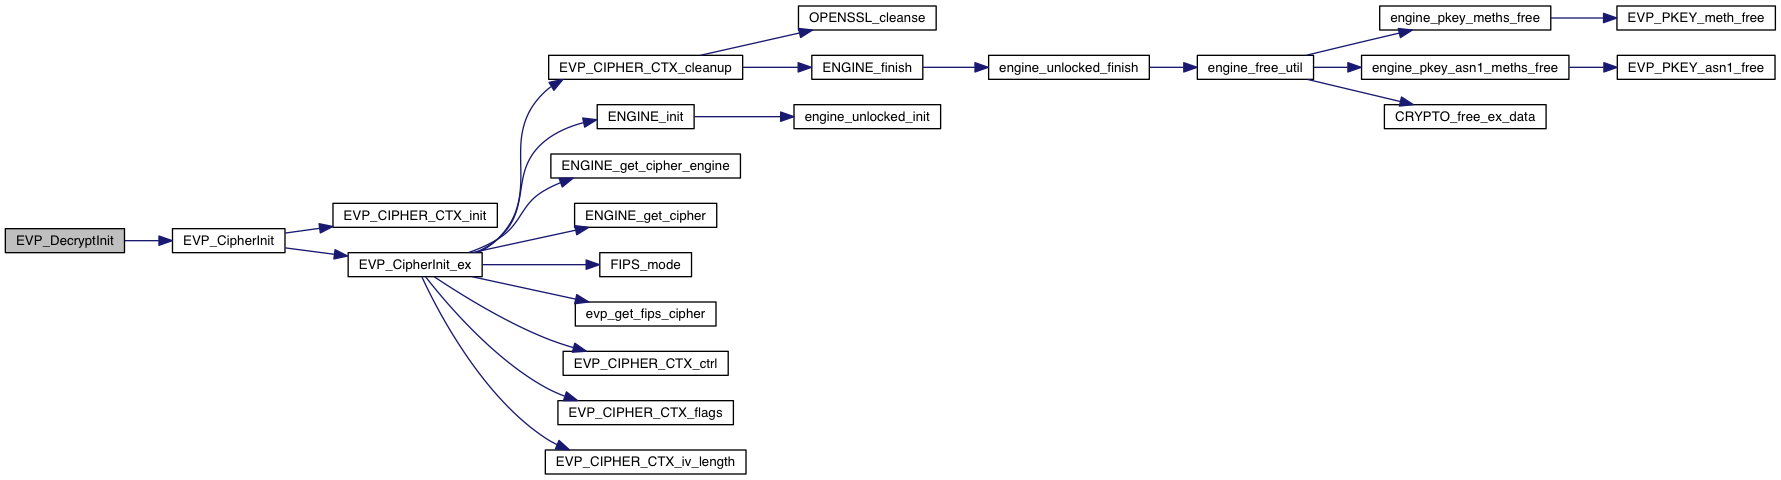 OPENSSL_cleanse
engine_pkey_meths_free
EVP_PKEY_meth_free
EVP_CIPHER_CTX_cleanup
ENGINE_finish
engine_unlocked_finish
engine_free_util
engine_pkey_asn1_meths_free
EVP_PKEY_asn1_free
ENGINE_init
engine_unlocked_init
CRYPTO_free_ex_data
ENGINE_get_cipher_engine
EVP_CIPHER_CTX_init
ENGINE_get_cipher
EVP_DecryptInit
EVP_CipherInit
EVP_CipherInit_ex
FIPS_mode
evp_get_fips_cipher
EVP_CIPHER_CTX_ctrl
EVP_CIPHER_CTX_flags
EVP_CIPHER_CTX_iv_length